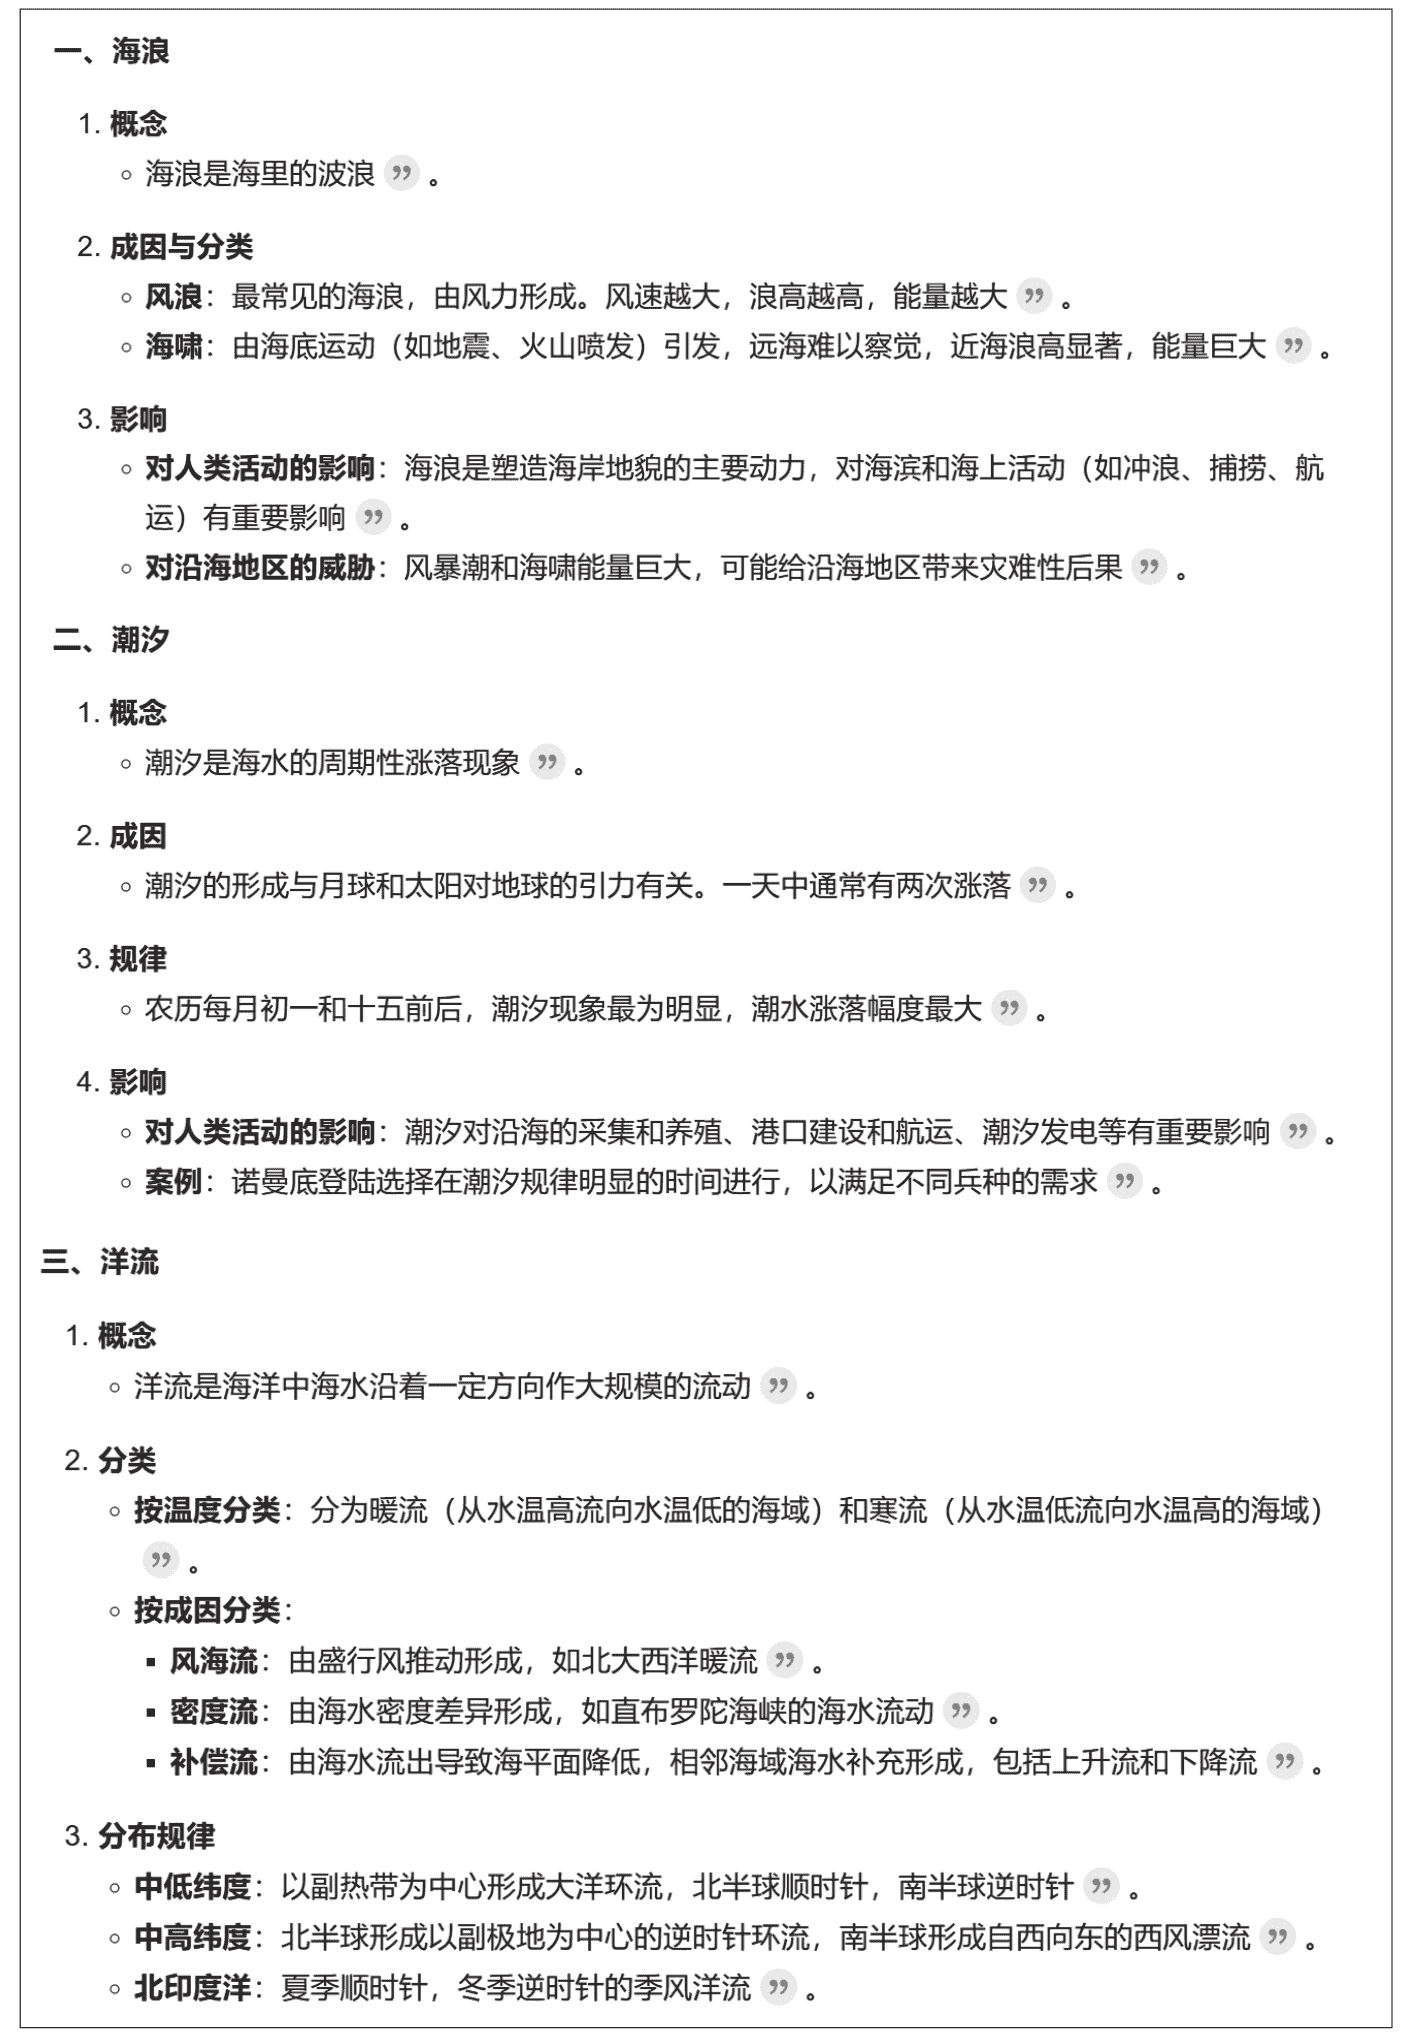 一、海浪
1. 概念
海浪是海里的波浪 ” 。
2. 成因与分类
风浪：最常见的海浪，由风力形成。风速越大，浪高越高，能量越大 ” 。
海啸：由海底运动（如地震、火山喷发）引发，远海难以察觉，近海浪高显著，能量巨大 ” 。
3. 影响
对人类活动的影响：海浪是塑造海岸地貌的主要动力，对海滨和海上活动（如冲浪、捕捞、航
运）有重要影响 ” 。
对沿海地区的威胁：风暴潮和海啸能量巨大，可能给沿海地区带来灾难性后果 ” 。
二、潮汐
1. 概念
潮汐是海水的周期性涨落现象 ” 。
2. 成因
潮汐的形成与月球和太阳对地球的引力有关。一天中通常有两次涨落 ” 。
3. 规律
农历每月初一和十五前后，潮汐现象最为明显，潮水涨落幅度最大 ” 。
4. 影响
对人类活动的影响：潮汐对沿海的采集和养殖、港口建设和航运、潮汐发电等有重要影响 ” 。
案例：诺曼底登陆选择在潮汐规律明显的时间进行，以满足不同兵种的需求 ” 。
三、洋流
1. 概念
洋流是海洋中海水沿着一定方向作大规模的流动 ” 。
2. 分类
按温度分类：分为暖流（从水温高流向水温低的海域）和寒流（从水温低流向水温高的海域）
” 。
按成因分类：
风海流：由盛行风推动形成，如北大西洋暖流 ” 。
密度流：由海水密度差异形成，如直布罗陀海峡的海水流动 ” 。
补偿流：由海水流出导致海平面降低，相邻海域海水补充形成，包括上升流和下降流 ” 。
3. 分布规律
中低纬度：以副热带为中心形成大洋环流，北半球顺时针，南半球逆时针 ” 。
中高纬度：北半球形成以副极地为中心的逆时针环流，南半球形成自西向东的西风漂流 ” 。
北印度洋：夏季顺时针，冬季逆时针的季风洋流 ” 。